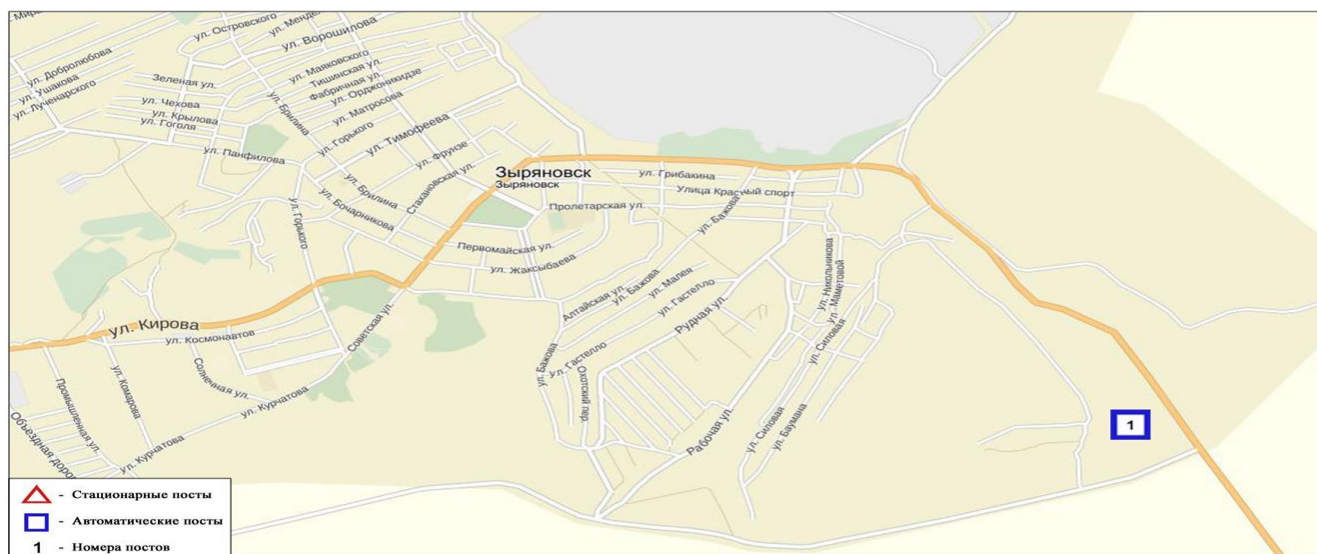 ул. Мира
ул. Островского
ул. Менде
ул. Ворошилова
ул. Добролюбова
ул. Ушакова
ул. Лученарского
Зеленая ул.
ул. Чехова
ул. Крылова
ул. Гоголя
ул. Маяковского
Тишинская ул.
Фабричная ул.
ул. Орджоникидзе
ул. Матросова
ул. Брилина
ул. Горького
ул. Тимофеева
ул. Панфилова
ул. Фрунзе
Стахановская ул.
Зыряновск
Зыряновск
ул. Грибакина
Улица Красный спорт
Пролетарская ул.
ул. Бажова
ул. Брилина
ул. Бочарникова
ул. Горького
Первомайская ул.
ул. Жаксыбаева
ул. Никольникова
ул. Маметовой
ул. Малея
ул. Бажова
Алтайская ул.
ул. Гастелло
Рудная ул.
ул. Кирова
ул. Космонавтов
Советская ул.
ул. Силовая
ул. Гастелло
ул. Бажова
Охотский пер.
Солнечная ул.
ул. Комарова
Промышленная ул.
ул. Курчатова
ул. Курчатова
Объездная доро
Рабочая ул.
ул. Силовая
ул. Баумана
1
- Стационарные посты
- Автоматические посты
1 - Номера постов